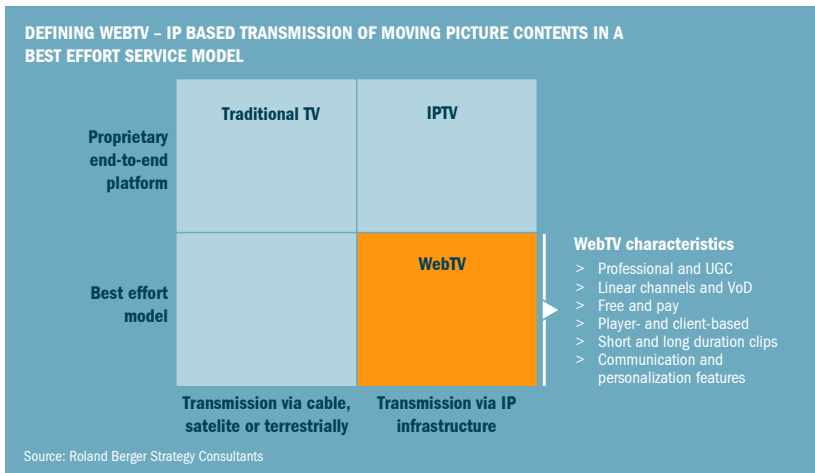 DEFINING WEBTV – IP BASED TRANSMISSION OF MOVING PICTURE CONTENTS IN A
BEST EFFORT SERVICE MODEL
Traditional TV
IPTV
Proprietary
end-to-end
platform
WebTV
Best effort
model
WebTV characteristics
> Professional and UGC
> Linear channels and VoD
> Free and pay
> Player- and client-based
> Short and long duration clips
> Communication and
personalization features
Transmission via cable,
satelite or terrestrially
Transmission via IP
infrastructure
Source: Roland Berger Strategy Consultants